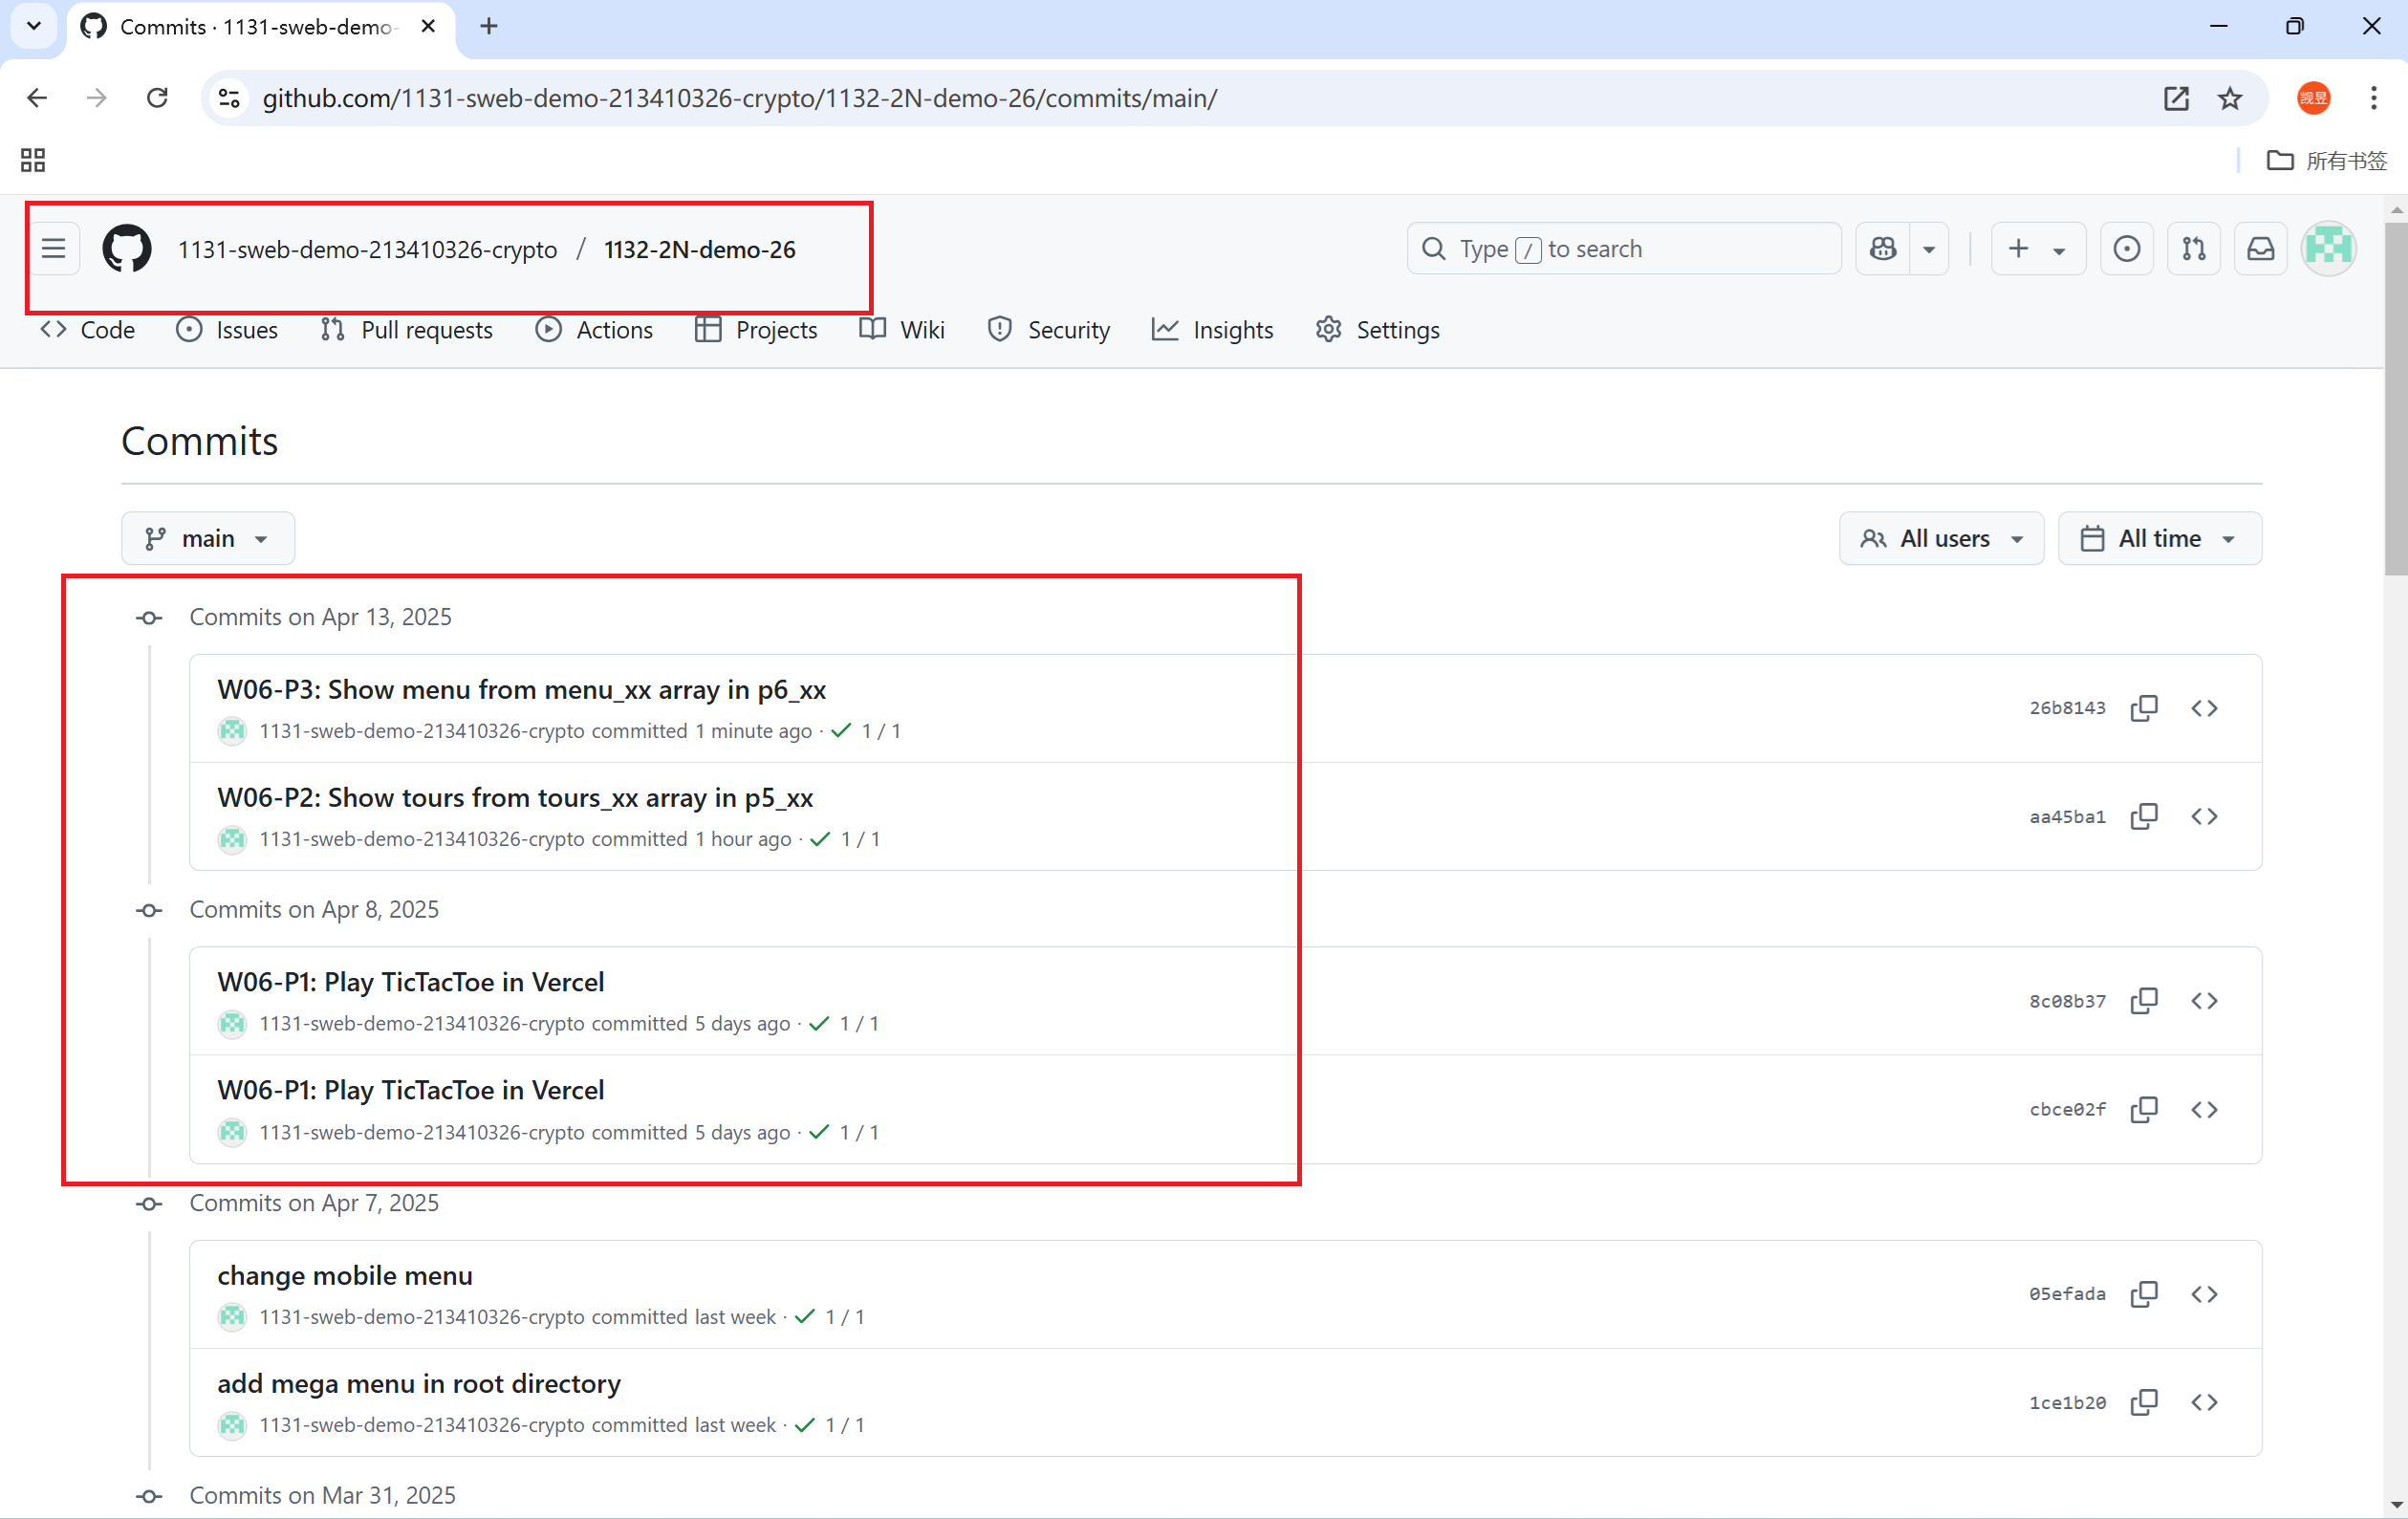 Commits · 1131-sweb-demo-
github.com/1131-sweb-demo-213410326-crypto/1132-2N-demo-26/commits/main/
凯昱
所有书签
1131-sweb-demo-213410326-crypto / 1132-2N-demo-26
Type / to search
Code Issues Pull requests Actions Projects Wiki Security Insights Settings
Commits
main All users All time
Commits on Apr 13, 2025
W06-P3: Show menu from menu_xx array in p6_xx
1131-sweb-demo-213410326-crypto committed 1 minute ago · 1 / 1
26b8143
W06-P2: Show tours from tours_xx array in p5_xx
1131-sweb-demo-213410326-crypto committed 1 hour ago · 1 / 1
aa45ba1
Commits on Apr 8, 2025
W06-P1: Play TicTacToe in Vercel
1131-sweb-demo-213410326-crypto committed 5 days ago · 1 / 1
8c08b37
W06-P1: Play TicTacToe in Vercel
1131-sweb-demo-213410326-crypto committed 5 days ago · 1 / 1
cbce02f
Commits on Apr 7, 2025
change mobile menu
1131-sweb-demo-213410326-crypto committed last week · 1 / 1
05efada
add mega menu in root directory
1131-sweb-demo-213410326-crypto committed last week · 1 / 1
1ce1b20
Commits on Mar 31, 2025